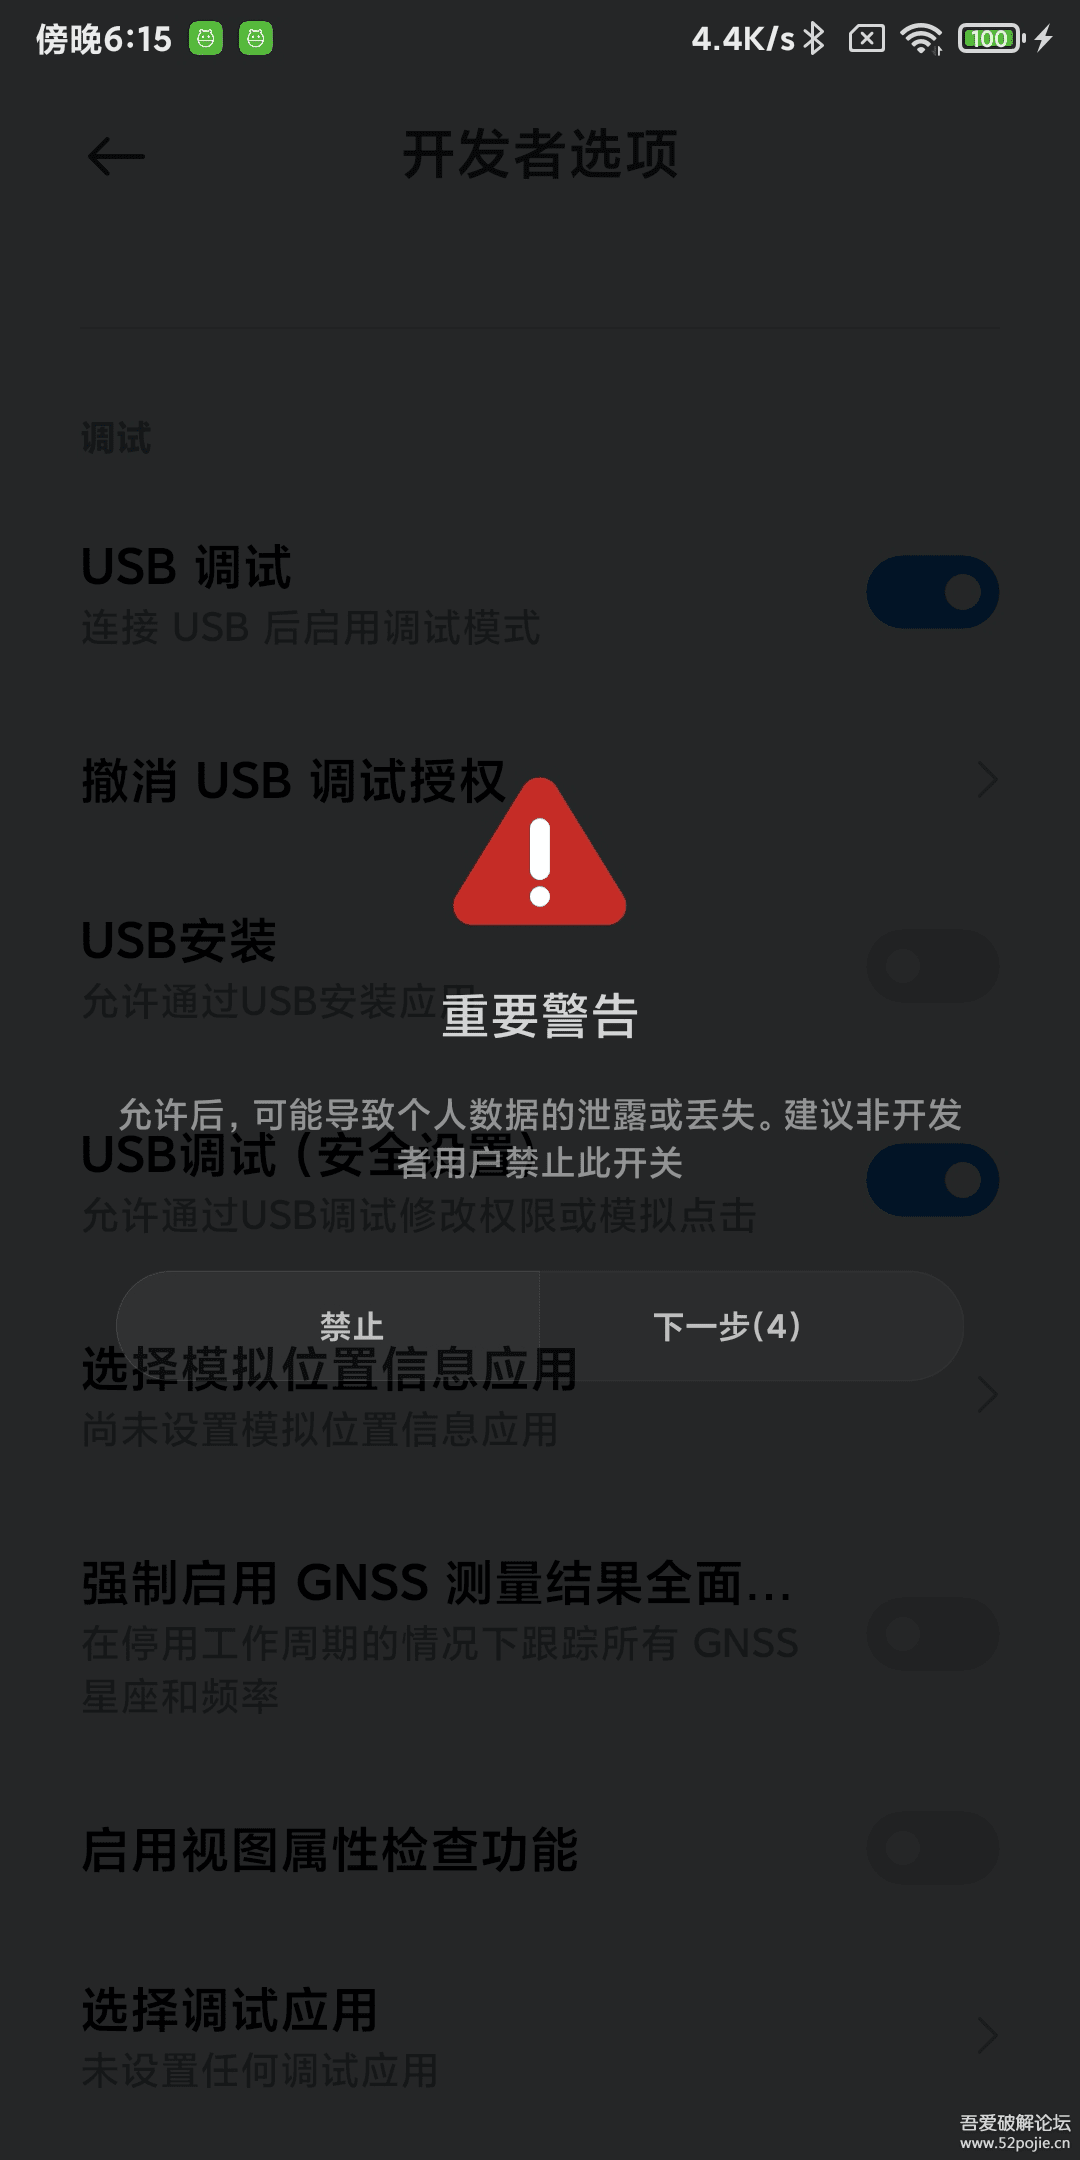 傍晚6:15
4.4K/s
100
开发者选项
调试
USB 调试
连接 USB 后启用调试模式
撤消 USB 调试授权
USB安装
允许通过USB安装应用
重要警告
允许后，可能导致个人数据的泄露或丢失。建议非开发
者用户禁止此开关
USB调试（安全设置）
允许通过USB调试修改权限或模拟点击
禁止
下一步(4)
选择模拟位置信息应用
尚未设置模拟位置信息应用
强制启用 GNSS 测量结果全面…
在停用工作周期的情况下跟踪所有 GNSS
星座和频率
启用视图属性检查功能
选择调试应用
未设置任何调试应用
吾爱破解论坛
www.52pojie.cn